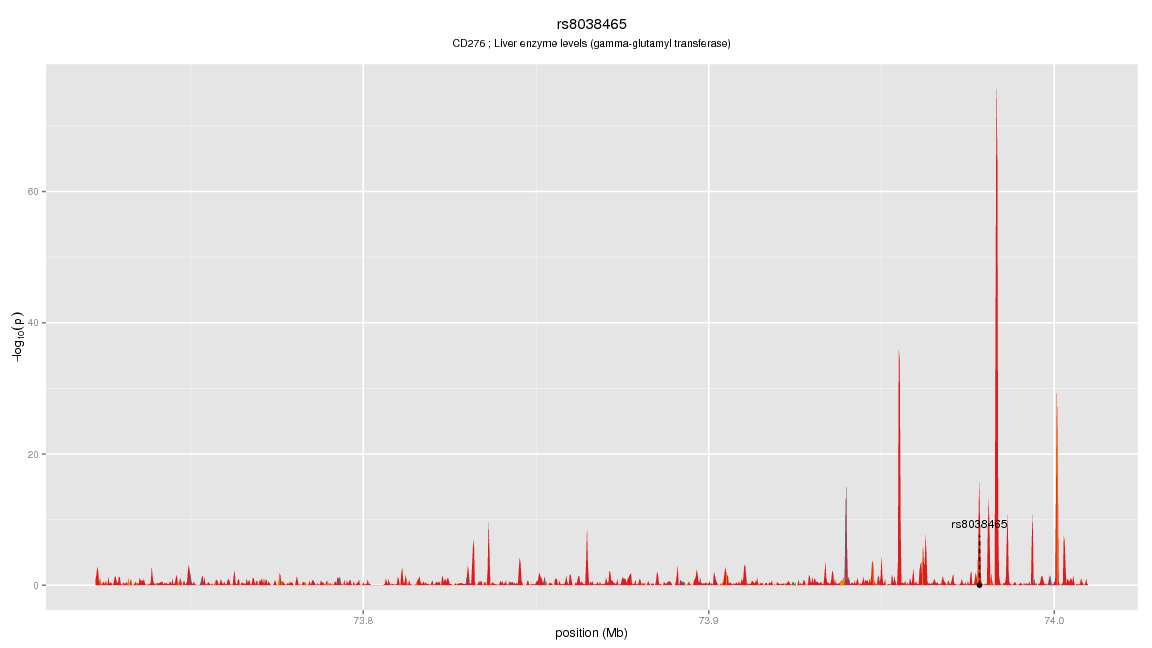 rs8038465
CD276 ; Liver enzyme levels (gamma-glutamyl transferase)
60
40
20
0
−log10(p)
rs8038465
73.8
73.9
74.0
position (Mb)